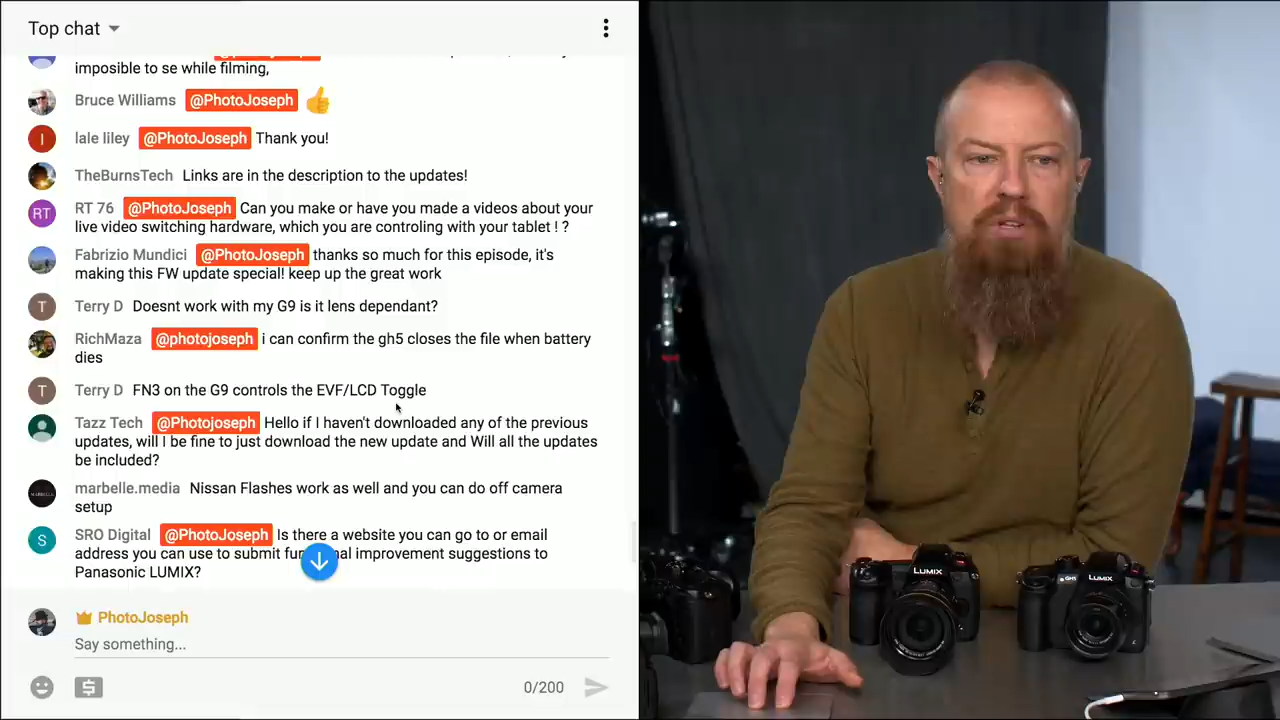 Top chat
imposible to se while filming,
Bruce Williams @PhotoJoseph
lale liley @PhotoJoseph Thank you!
TheBurnsTech Links are in the description to the updates!
RT RT 76 @PhotoJoseph Can you make or have you made a videos about your
live video switching hardware, which you are controling with your tablet ! ?
Fabrizio Mundici @PhotoJoseph thanks so much for this episode, it's
making this FW update special! keep up the great work
T Terry D Doesnt work with my G9 is it lens dependant?
RichMaza @photojoseph i can confirm the gh5 closes the file when battery
dies
T Terry D FN3 on the G9 controls the EVF/LCD Toggle
Tazz Tech @Photojoseph Hello if I haven't downloaded any of the previous
updates, will I be fine to just download the new update and Will all the updates
be included?
marbelle.media Nissan Flashes work as well and you can do off camera
setup
S SRO Digital @PhotoJoseph Is there a website you can go to or email
address you can use to submit improvement suggestions to
Panasonic LUMIX?
PhotoJoseph
Say something...
0/200
LUMIX
LUMIX